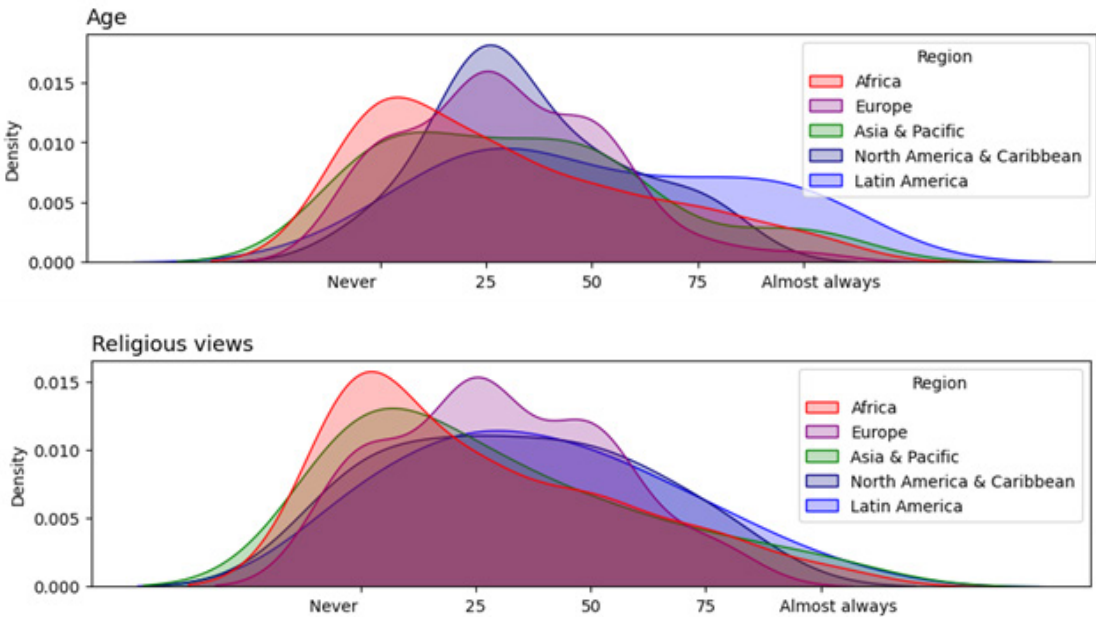 Age
Density
0.015
0.010
0.005
0.000
Never 25 50 75 Almost always
Region
Africa
Europe
Asia & Pacific
North America & Caribbean
Latin America
Religious views
Density
0.015
0.010
0.005
0.000
Never 25 50 75 Almost always
Region
Africa
Europe
Asia & Pacific
North America & Caribbean
Latin America